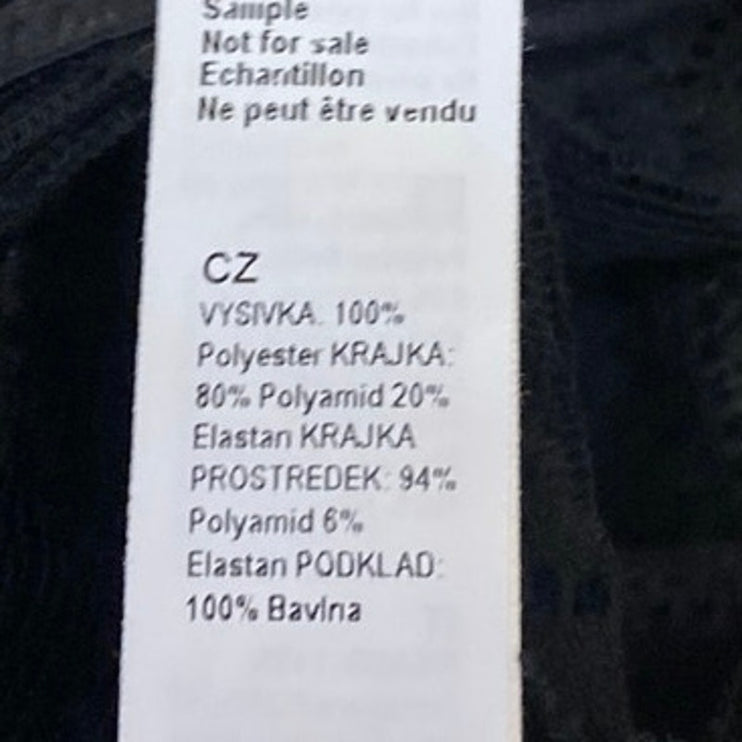 Sample
Not for sale
Echantillon
Ne peut être vendu
CZ
VYSIVKA: 100%
Polyester KRAJKA:
80% Polyamid 20%
Elastan KRAJKA
PROSTREDEK: 94%
Polyamid 6%
Elastan PODKLAD:
100% Bavlna